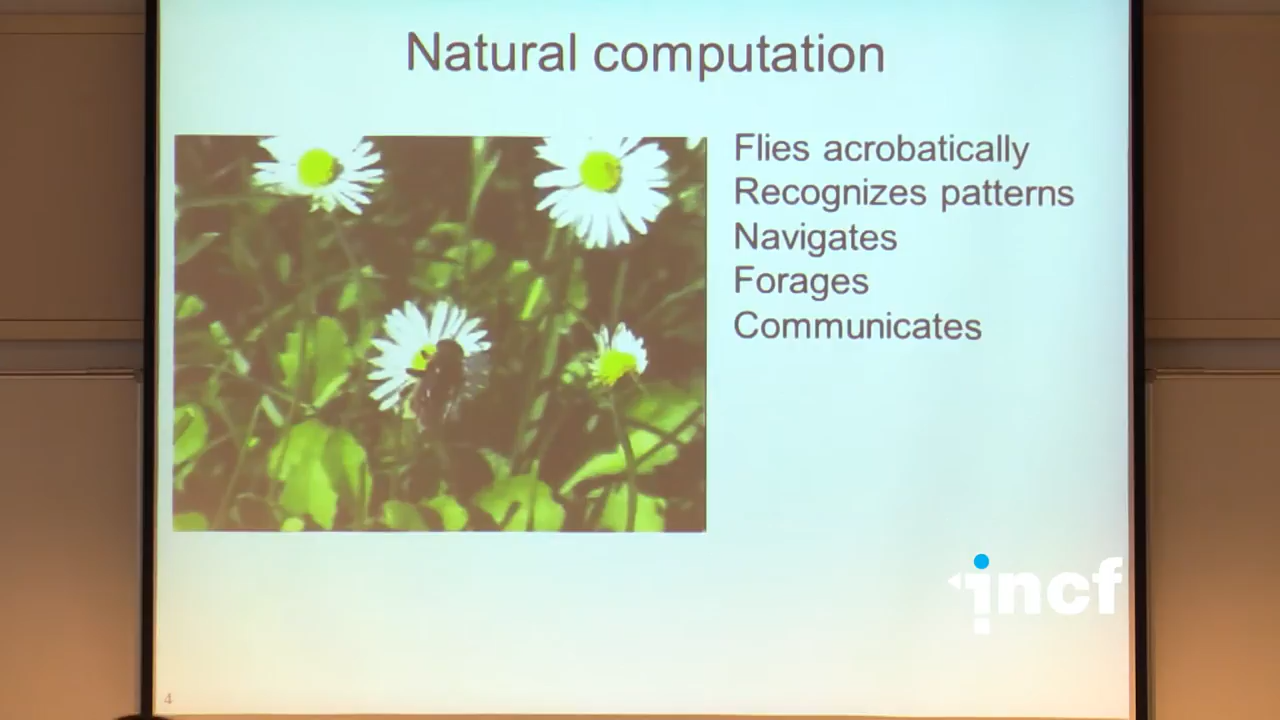 Natural computation
Flies acrobatically
Recognizes patterns
Navigates
Forages
Communicates
incf
4